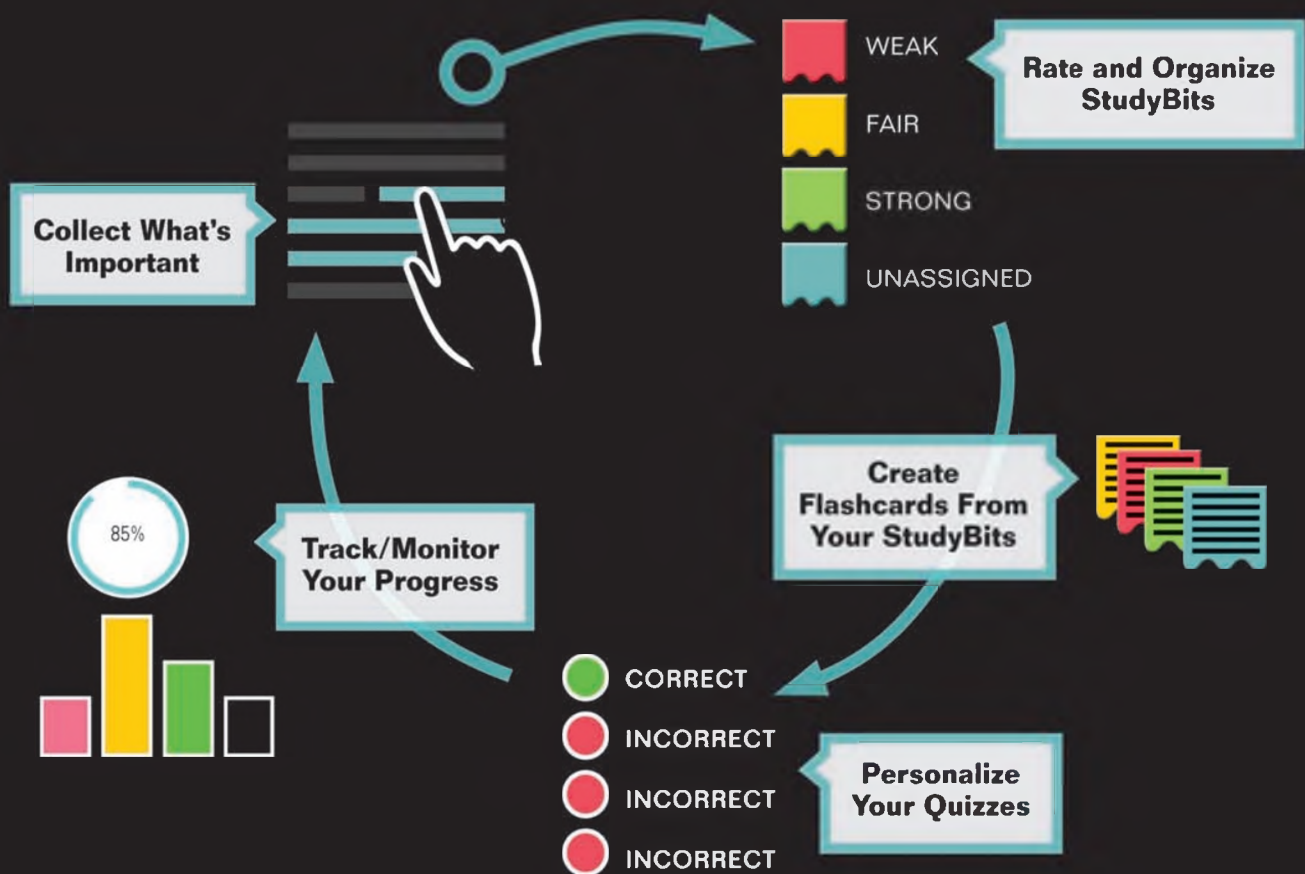 Collect What's
Important
WEAK
FAIR
STRONG
UNASSIGNED
Rate and Organize
StudyBits
Create
Flashcards From
Your StudyBits
CORRECT
INCORRECT
INCORRECT
INCORRECT
Personalize
Your Quizzes
85%
Track/Monitor
Your Progress